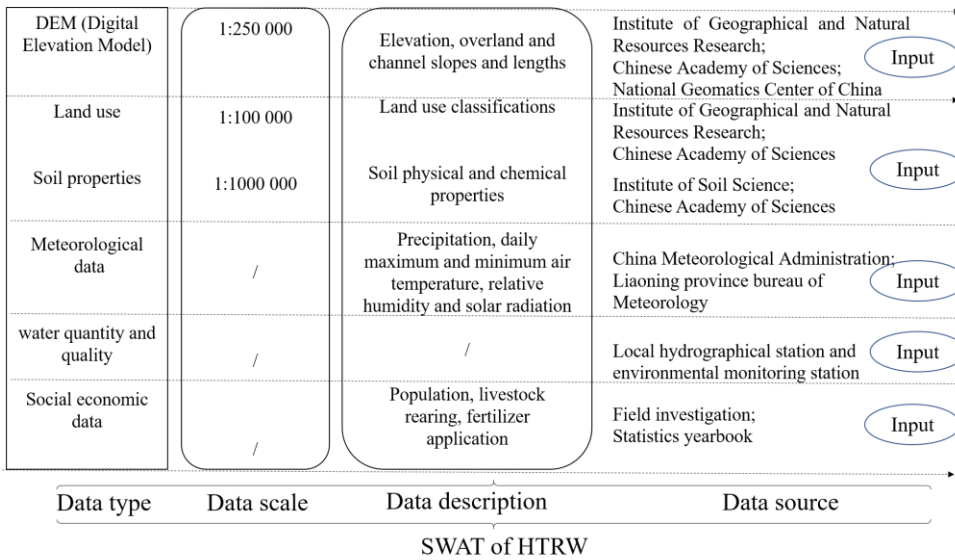 DEM (Digital
Elevation Model)
1:250 000
Elevation, overland and
channel slopes and lengths
Institute of Geographical and Natural
Resources Research;
Chinese Academy of Sciences;
National Geomatics Center of China
Input
Land use
1:100 000
Land use classifications
Institute of Geographical and Natural
Resources Research;
Chinese Academy of Sciences
Input
Soil properties
1:1000 000
Soil physical and chemical
properties
Institute of Soil Science;
Chinese Academy of Sciences
Meteorological
data
/
Precipitation, daily
maximum and minimum air
temperature, relative
humidity and solar radiation
China Meteorological Administration;
Liaoning province bureau of
Meteorology
Input
water quantity and
quality
/
/
Local hydrographical station and
environmental monitoring station
Input
Social economic
data
/
Population, livestock
rearing, fertilizer
application
Field investigation;
Statistics yearbook
Input
Data type
Data scale
Data description
Data source
SWAT of HTRW